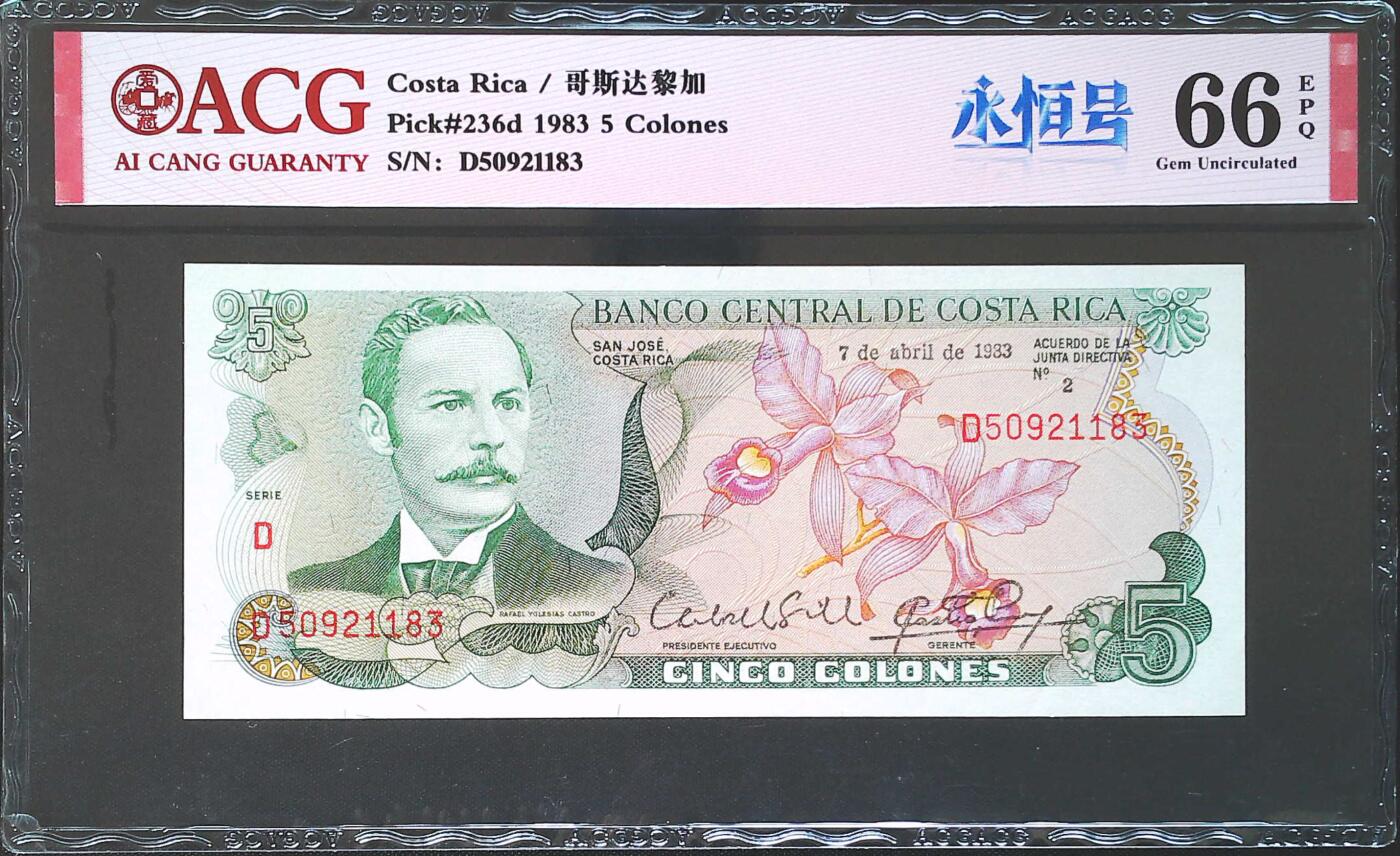 ACG
爱藏
AI CANG GUARANTY
Costa Rica / 哥斯达黎加
Pick#236d 1983 5 Colones
S/N: D50921183
永恒号
66
EPQ
Gem Uncirculated
5
BANCO CENTRAL DE COSTA RICA
SAN JOSÉ,
COSTA RICA
7 de abril de 1983
ACUERDO DE LA
JUNTA DIRECTIVA
Nº 2
D50921183
SERIE
D
D50921183
RAFAEL YGLESIAS CASTRO
PRESIDENTE EJECUTIVO
GERENTE
CINCO COLONES
5